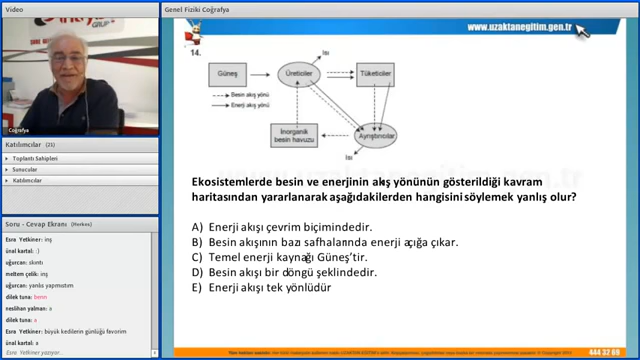 Video
Genel Fiziki Coğrafya
www.uzaktanegitim.gen.tr
Coğrafya
14.
Isı
Güneş
Üreticiler
Tüketiciler
Besin akış yönü
Enerji akış yönü
İnorganik
besin havuzu
Ayrıştırıcılar
Isı
Katılımcılar (21)
Toplantı Sahipleri
Sunucular
Katılımcılar
Ekosistemlerde besin ve enerjinin akış yönünün gösterildiği kavram
haritasından yararlanarak aşağıdakilerden hangisini söylemek yanlış olur?
A) Enerji akışı çevrim biçimindedir.
B) Besin akışının bazı safhalarında enerji açığa çıkar.
C) Temel enerji kaynağı Güneş'tir.
D) Besin akışı bir döngü şeklindedir.
E) Enerji akışı tek yönlüdür
Soru - Cevap Ekranı (Herkes)
Esra Yetkiner: inş
ünal kartal: :)
uğurcan: sıkıntı
meltem çelik: inş
uğurcan: yanlış yapmıstım
dilek tuna: benn
neslihan yalman: a
dilek tuna: a
Esra Yetkiner: büyük kedilerin günlüğü favorim
ünal kartal: a
Esra Yetkiner yazıyor..
444 32 69